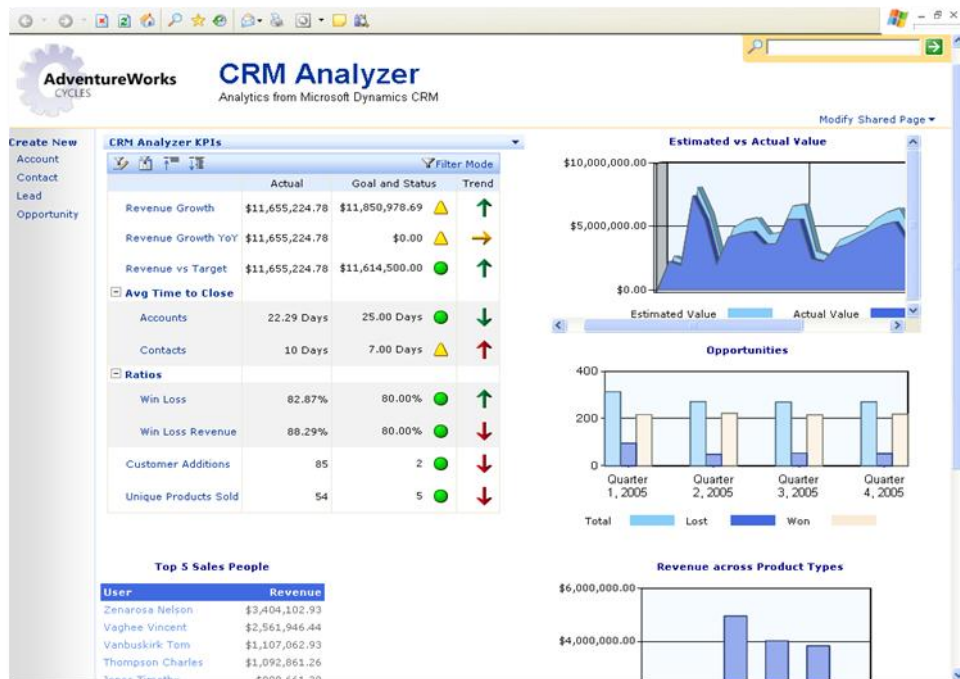 AdventureWorks
CYCLES
CRM Analyzer
Analytics from Microsoft Dynamics CRM
Modify Shared Page
Create New
Account
Contact
Lead
Opportunity
CRM Analyzer KPIs
Filter Mode
Actual Goal and Status Trend
Revenue Growth $11,655,224.78 $11,850,978.69
Revenue Growth YoY $11,655,224.78 $0.00
Revenue vs Target $11,655,224.78 $11,614,500.00
Avg Time to Close
Accounts 22.29 Days 25.00 Days
Contacts 10 Days 7.00 Days
Ratios
Win Loss 82.87% 80.00%
Win Loss Revenue 88.29% 80.00%
Customer Additions 85 2
Unique Products Sold 54 5
Estimated vs Actual Value
$10,000,000.00
$5,000,000.00
$0.00
Estimated Value Actual Value
Opportunities
400
200
0
Quarter 1, 2005 Quarter 2, 2005 Quarter 3, 2005 Quarter 4, 2005
Total Lost Won
Top 5 Sales People
User Revenue
Zenarosa Nelson $3,404,102.93
Vaghee Vincent $2,561,946.44
Vanbuskirk Tom $1,107,062.93
Thompson Charles $1,092,861.26
Revenue across Product Types
$6,000,000.00
$4,000,000.00